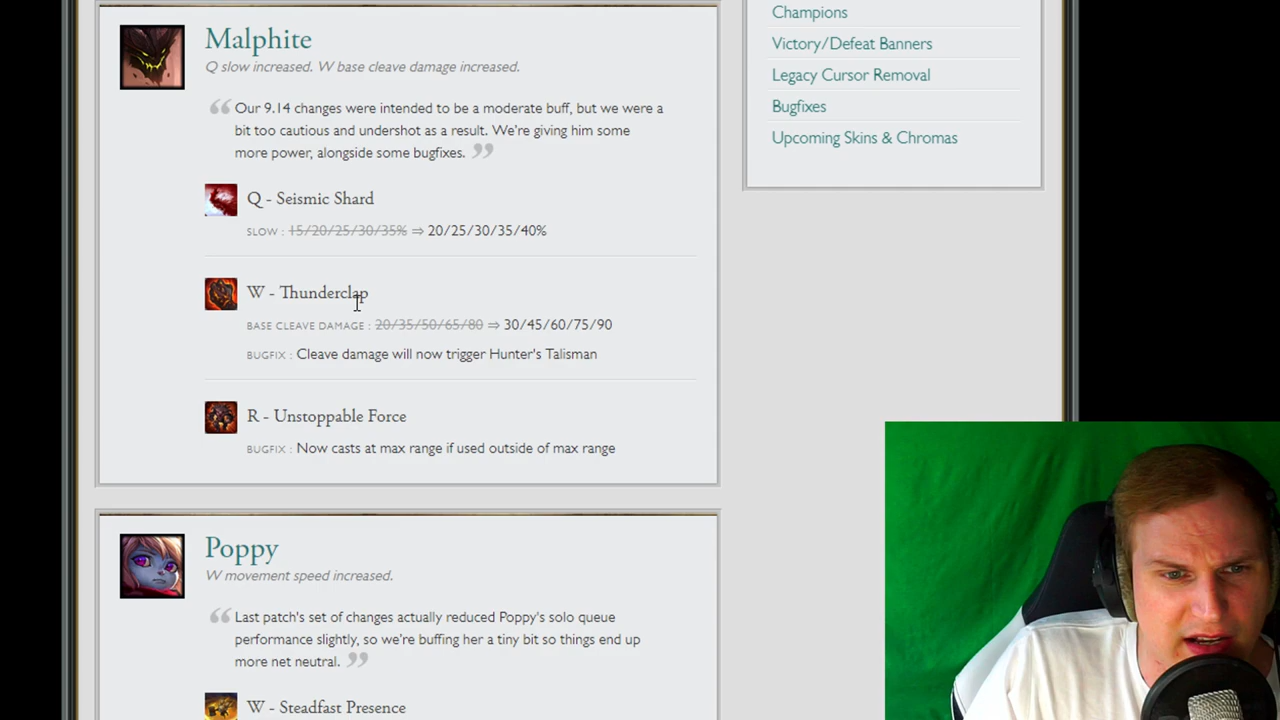 Malphite
Q slow increased. W base cleave damage increased.
Our 9.14 changes were intended to be a moderate buff, but we were a
bit too cautious and undershot as a result. We're giving him some
more power, alongside some bugfixes.
Q - Seismic Shard
SLOW : 15/20/25/30/35% ⇒ 20/25/30/35/40%
W - Thunderclap
BASE CLEAVE DAMAGE : 20/35/50/65/80 ⇒ 30/45/60/75/90
BUGFIX : Cleave damage will now trigger Hunter's Talisman
R - Unstoppable Force
BUGFIX : Now casts at max range if used outside of max range
Poppy
W movement speed increased.
Last patch's set of changes actually reduced Poppy's solo queue
performance slightly, so we're buffing her a tiny bit so things end up
more net neutral.
W - Steadfast Presence
Champions
Victory/Defeat Banners
Legacy Cursor Removal
Bugfixes
Upcoming Skins & Chromas